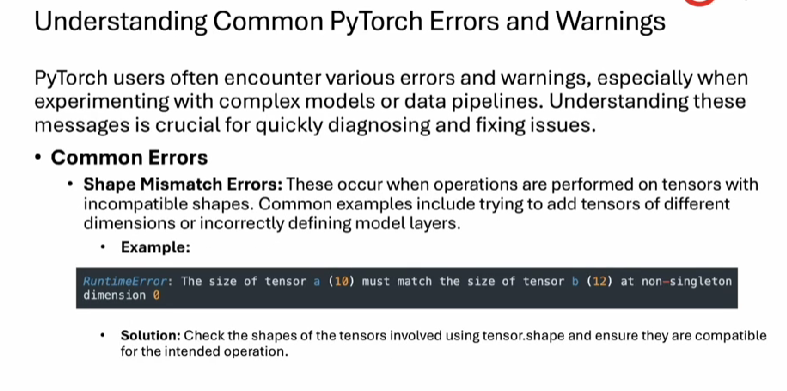 Understanding Common PyTorch Errors and Warnings
PyTorch users often encounter various errors and warnings, especially when
experimenting with complex models or data pipelines. Understanding these
messages is crucial for quickly diagnosing and fixing issues.
• Common Errors
• Shape Mismatch Errors: These occur when operations are performed on tensors with
incompatible shapes. Common examples include trying to add tensors of different
dimensions or incorrectly defining model layers.
• Example:
RuntimeError: The size of tensor a (10) must match the size of tensor b (12) at non-singleton
dimension 0
• Solution: Check the shapes of the tensors involved using tensor.shape and ensure they are compatible
for the intended operation.